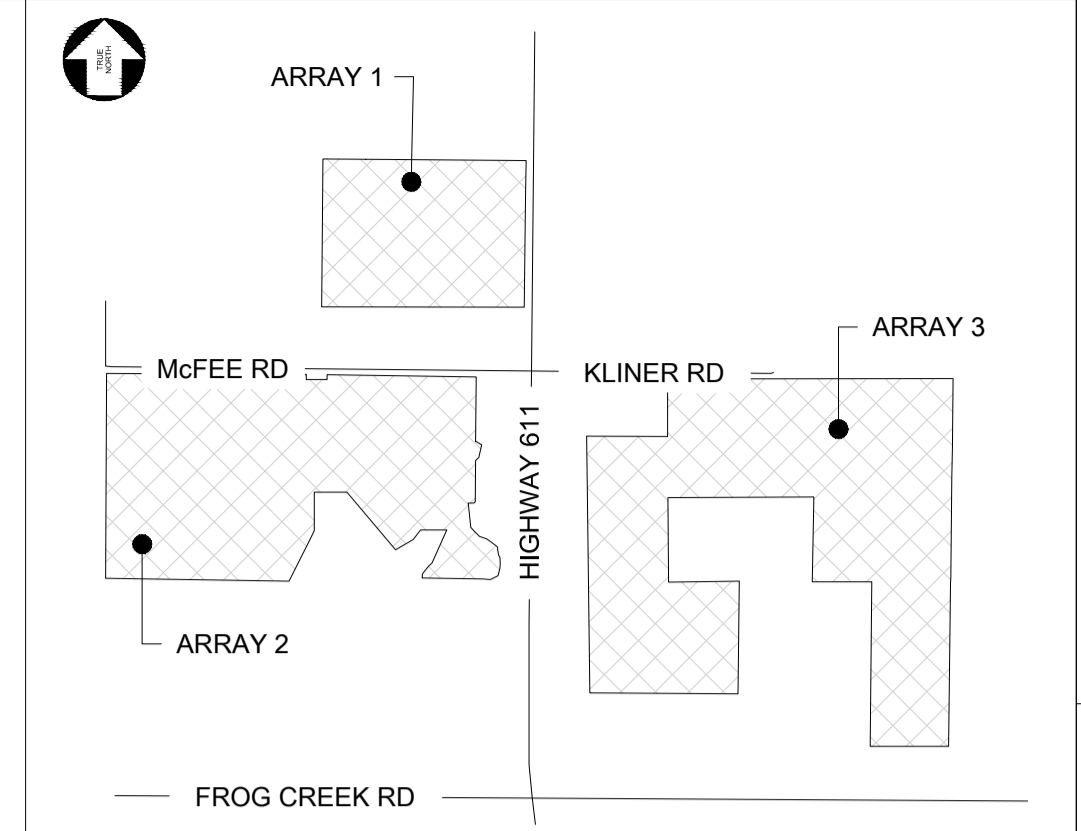 TRUE
NORTH
ARRAY 1
ARRAY 3
McFEE RD
KLINER RD
HIGHWAY 611
ARRAY 2
FROG CREEK RD